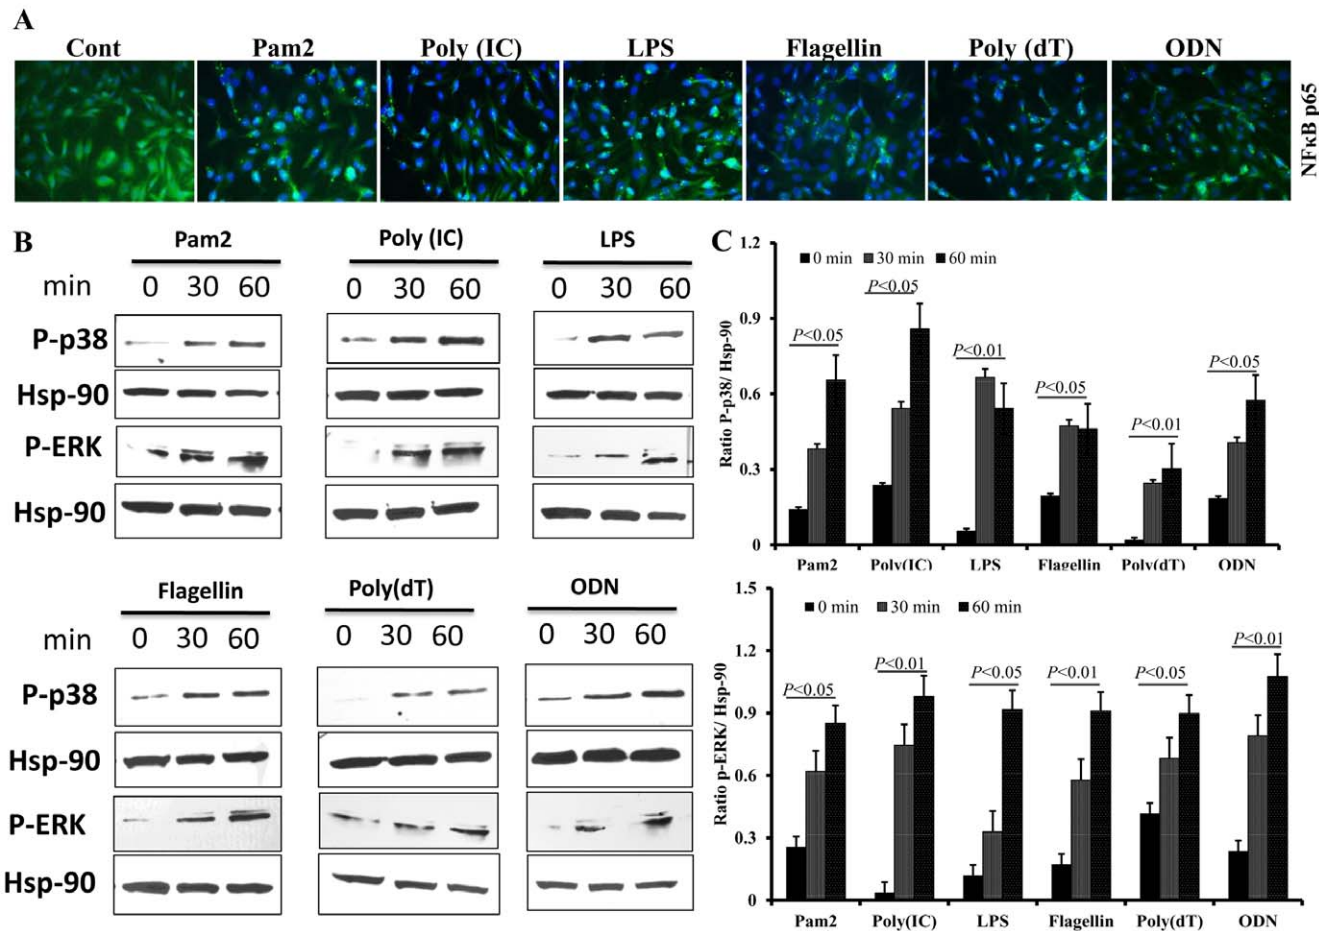 A
Cont Pam2 Poly (IC) LPS Flagellin Poly (dT) ODN
NFκB p65
B
Pam2 Poly (IC) LPS
min 0 30 60 0 30 60 0 30 60
P-p38
Hsp-90
P-ERK
Hsp-90
Flagellin Poly(dT) ODN
min 0 30 60 0 30 60 0 30 60
P-p38
Hsp-90
P-ERK
Hsp-90
C
1.2
0.9
0.6
0.3
0
Ratio P-p38/ Hsp-90
0 min 30 min 60 min
P<0.05
P<0.05
P<0.01
P<0.05
P<0.01
P<0.05
Pam2 Poly(IC) LPS Flagellin Poly(dT) ODN
1.5
1.2
0.9
0.6
0.3
0
Ratio p-ERK/ Hsp-90
0 min 30 min 60 min
P<0.05
P<0.01
P<0.05
P<0.01
P<0.05
P<0.01
Pam2 Poly(IC) LPS Flagellin Poly(dT) ODN